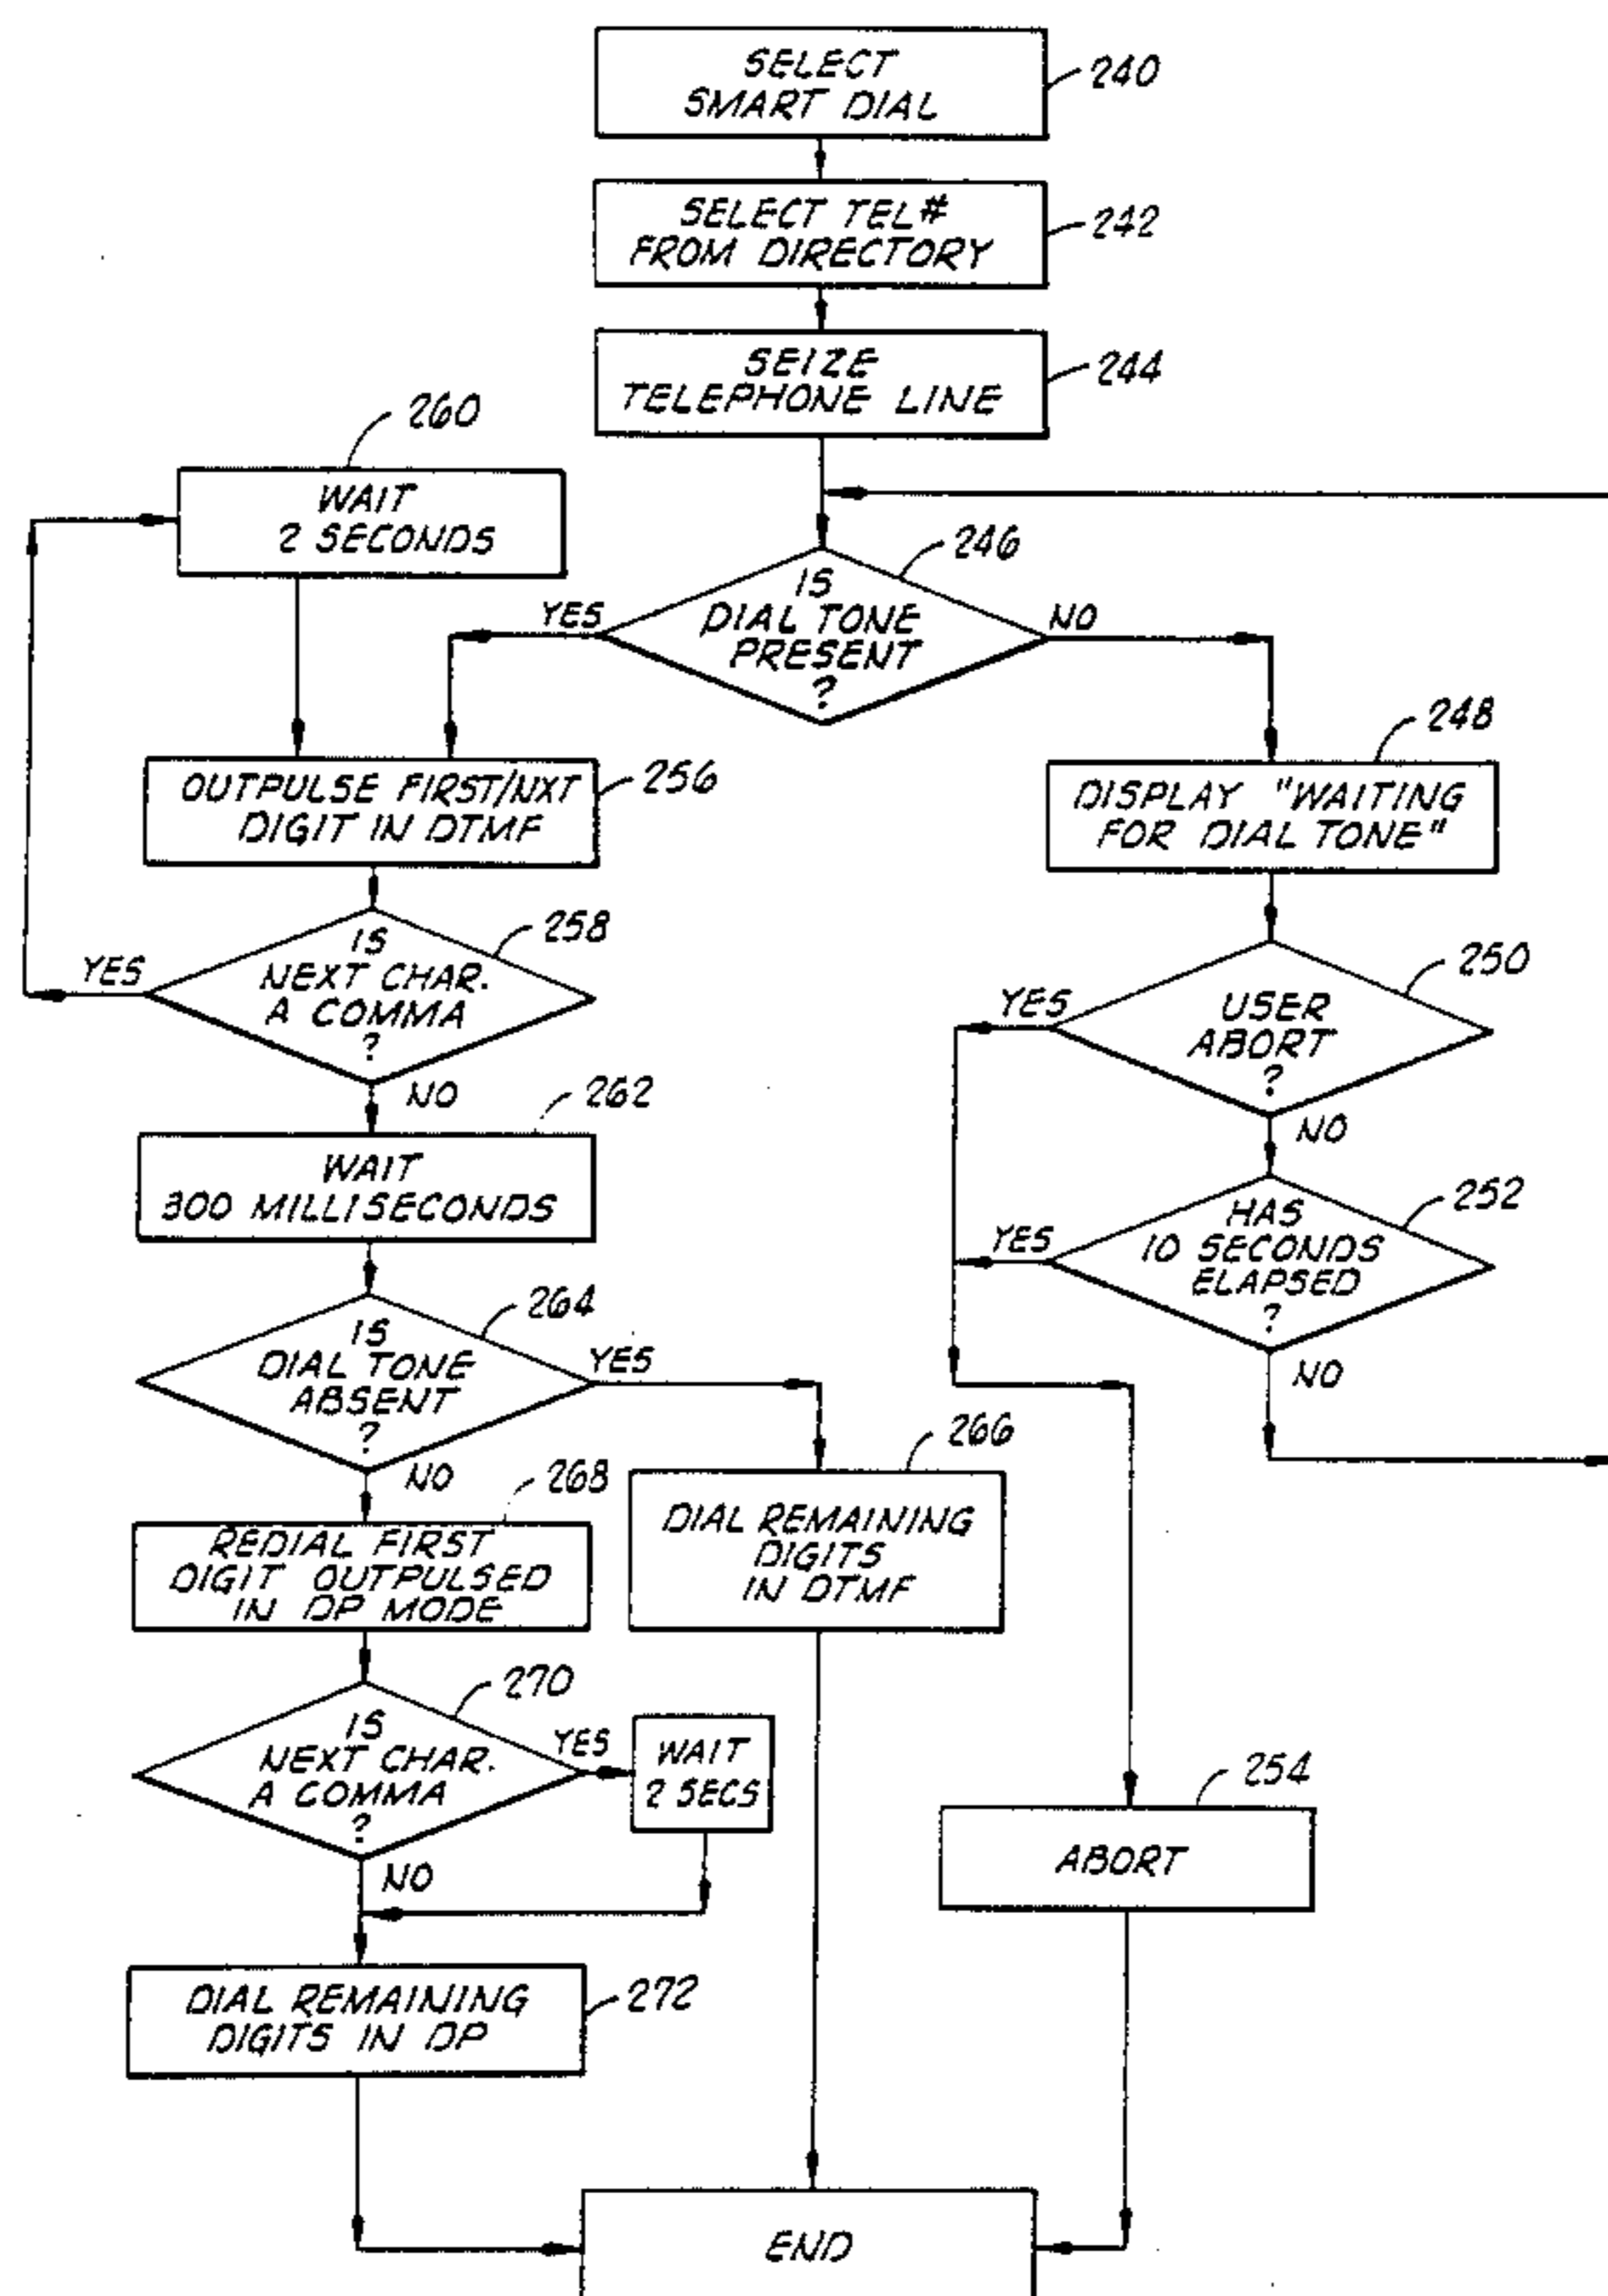 SELECT
SMART DIAL
240
SELECT TEL#
FROM DIRECTORY
242
SEIZE
TELEPHONE LINE
244
260
WAIT
2 SECONDS
246
IS
DIAL TONE
PRESENT
?
YES
NO
248
OUTPULSE FIRST/NXT
DIGIT IN DTMF
256
DISPLAY "WAITING
FOR DIAL TONE"
258
IS
NEXT CHAR.
A COMMA
?
YES
NO
250
USER
ABORT
?
YES
NO
262
WAIT
300 MILLISECONDS
252
HAS
10 SECONDS
ELAPSED
?
YES
NO
264
IS
DIAL TONE
ABSENT
?
YES
NO
266
DIAL REMAINING
DIGITS
IN DTMF
268
REDIAL FIRST
DIGIT OUTPULSED
IN DP MODE
270
IS
NEXT CHAR.
A COMMA
?
YES
NO
WAIT
2 SECS
254
ABORT
DIAL REMAINING
DIGITS IN DP
272
END